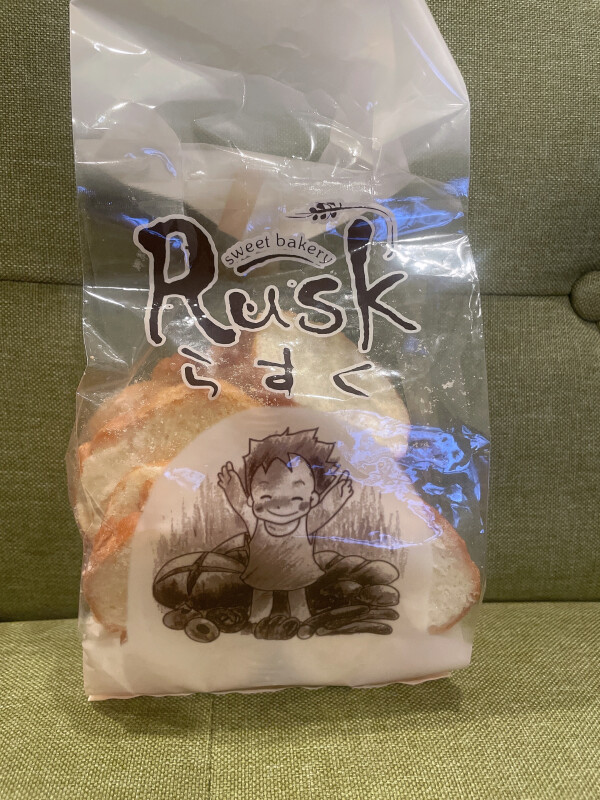 sweet bakery
Rusk
らすく